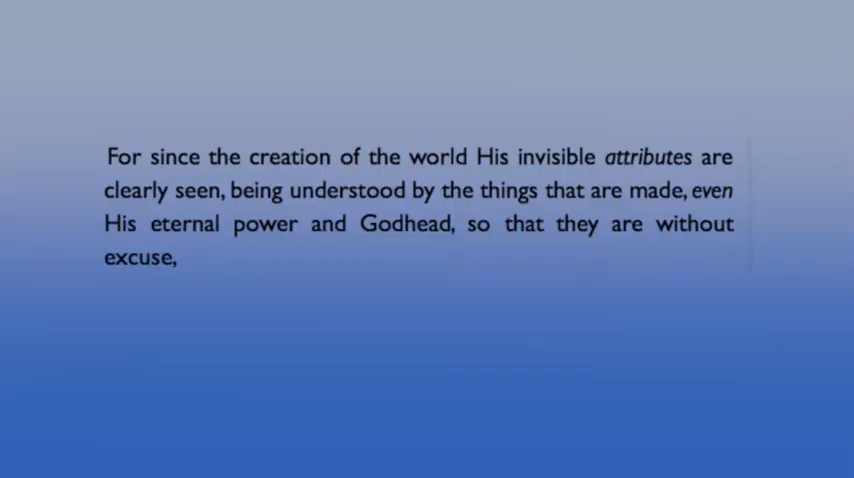 For since the creation of the world His invisible attributes are
clearly seen, being understood by the things that are made, even
His eternal power and Godhead, so that they are without
excuse,